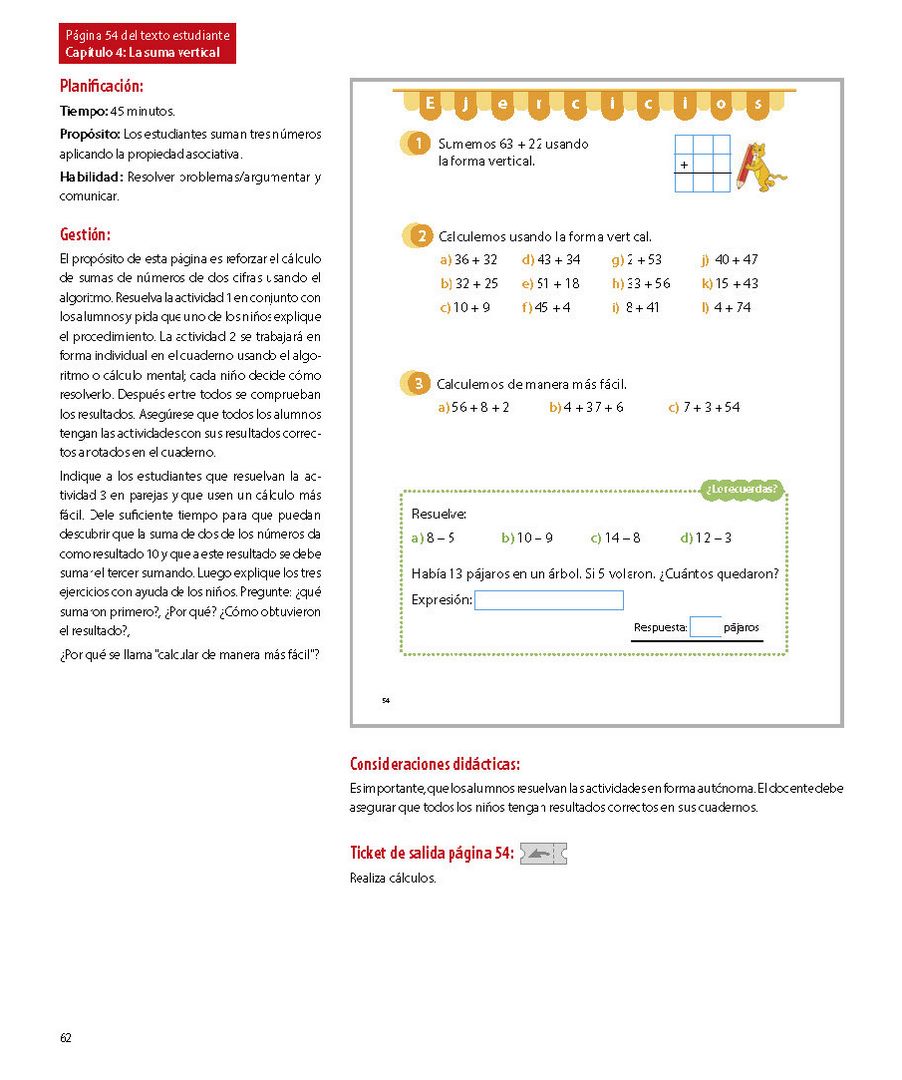 Página 54 del texto estudiante
Capítulo 4: La suma vertical
Planificación:
Tiempo: 45 minutos.
Propósito: Los estudiantes suman tres números
aplicando la propiedad asociativa.
Habilidad: Resolver problemas/argumentar y
comunicar.
Gestión:
El propósito de esta página es reforzar el cálculo
de sumas de números de dos cifras usando el
algoritmo. Resuelva la actividad 1 en conjunto con
los alumnos y pida que uno de los niños explique
el procedimiento. La actividad 2 se trabajará en
forma individual en el cuaderno usando el algo-
ritmo o cálculo mental; cada niño decide cómo
resolverlo. Después entre todos se comprueban
los resultados. Asegúrese que todos los alumnos
tengan las actividades con sus resultados correc-
tos anotados en el cuaderno.
Indique a los estudiantes que resuelvan la ac-
tividad 3 en parejas y que usen un cálculo más
fácil. Dele suficiente tiempo para que puedan
descubrir que la suma de dos de los números da
como resultado 10 y que a este resultado se debe
sumar el tercer sumando. Luego explique los tres
ejercicios con ayuda de los niños. Pregunte: ¿qué
sumaron primero?, ¿Por qué? ¿Cómo obtuvieron
el resultado?,
¿Por qué se llama "calcular de manera más fácil"?
Ejercicios
1 Sumemos 63 + 22 usando
la forma vertical.
+
2 Calculemos usando la forma vertical.
a) 36 + 32 d) 43 + 34 g) 2 + 53 j) 40 + 47
b) 32 + 25 e) 51 + 18 h) 33 + 56 k) 15 + 43
c) 10 + 9 f) 45 + 4 i) 8 + 41 l) 4 + 74
3 Calculemos de manera más fácil.
a) 56 + 8 + 2 b) 4 + 37 + 6 c) 7 + 3 + 54
¿Lo recuerdas?
Resuelve:
a) 8 – 5 b) 10 – 9 c) 14 – 8 d) 12 – 3
Había 13 pájaros en un árbol. Si 5 volaron. ¿Cuántos quedaron?
Expresión:
Respuesta: pájaros
54
Consideraciones didácticas:
Es importante, que los alumnos resuelvan las actividades en forma autónoma. El docente debe
asegurar que todos los niños tengan resultados correctos en sus cuadernos.
Ticket de salida página 54:
Realiza cálculos.
62